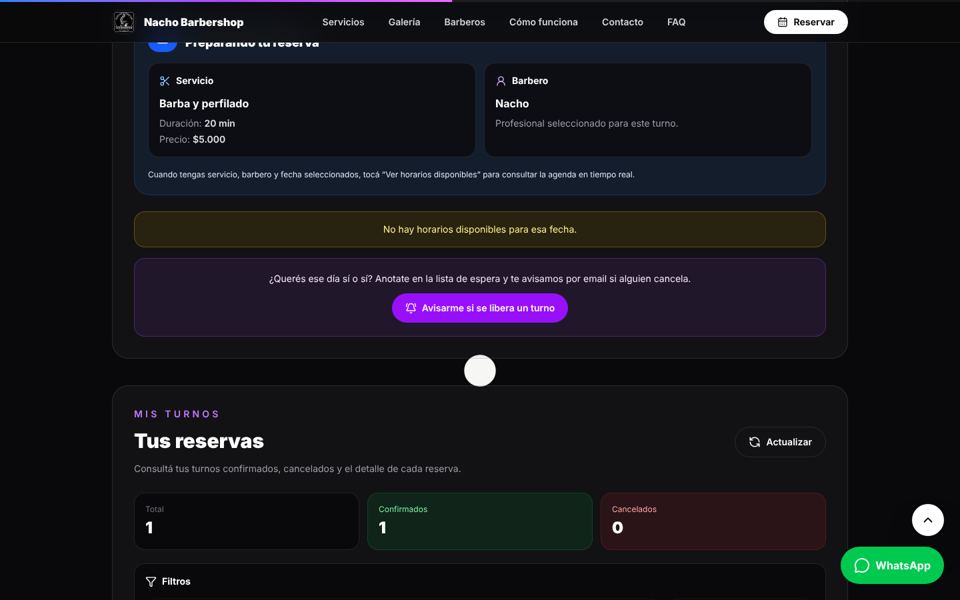 Nacho Barbershop
Servicios
Galería
Barberos
Cómo funciona
Contacto
FAQ
Reservar
Preparando tu reserva
Servicio
Barba y perfilado
Duración: 20 min
Precio: $5.000
Barbero
Nacho
Profesional seleccionado para este turno.
Cuando tengas servicio, barbero y fecha seleccionados, tocá “Ver horarios disponibles” para consultar la agenda en tiempo real.
No hay horarios disponibles para esa fecha.
¿Querés ese día sí o sí? Anotate en la lista de espera y te avisamos por email si alguien cancela.
Avisarme si se libera un turno
MIS TURNOS
Tus reservas
Actualizar
Consultá tus turnos confirmados, cancelados y el detalle de cada reserva.
Total
1
Confirmados
1
Cancelados
0
Filtros
WhatsApp